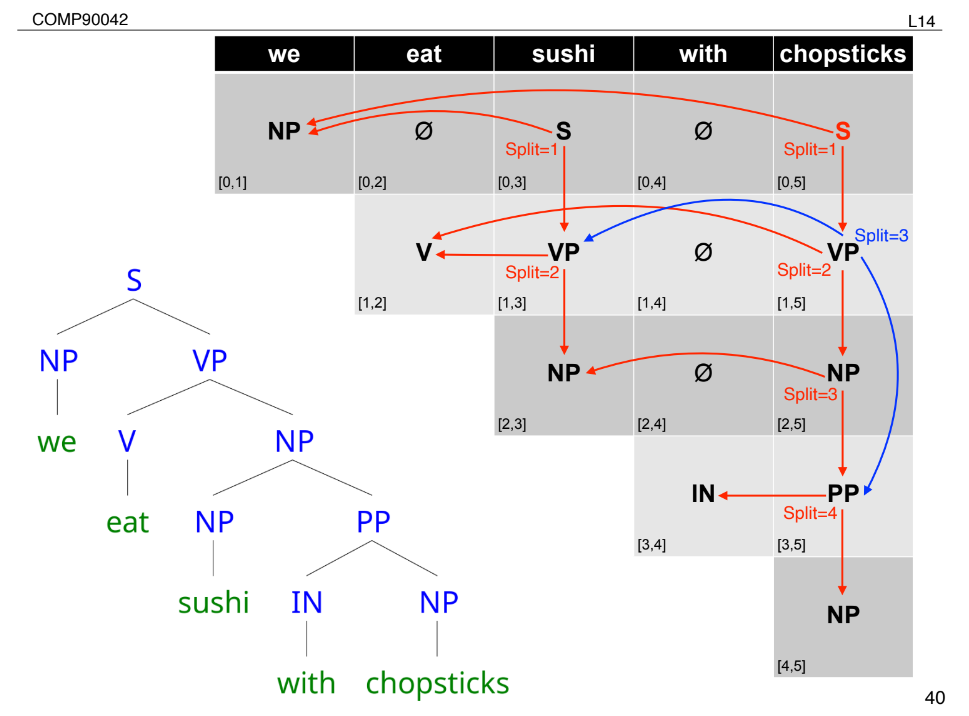 COMP90042 L14
we eat sushi with chopsticks
NP Ø S Ø S
Split=1 Split=1
[0,1] [0,2] [0,3] [0,4] [0,5]
V VP Ø VP Split=3
Split=2 Split=2
[1,2] [1,3] [1,4] [1,5]
NP Ø NP
Split=3
[2,3] [2,4] [2,5]
IN PP
Split=4
[3,4] [3,5]
NP
[4,5]
S
NP VP
we V NP
eat NP PP
sushi IN NP
with chopsticks
40